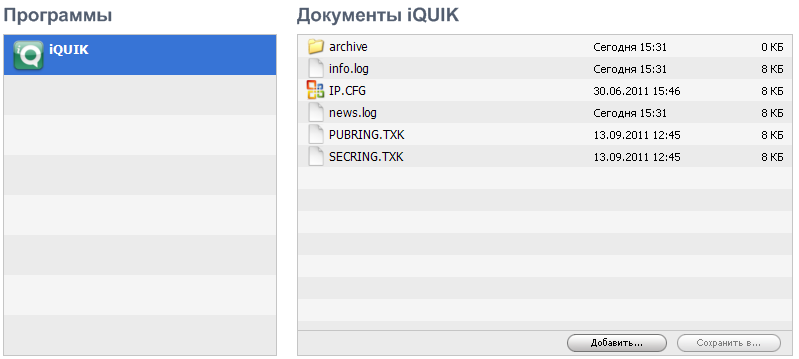 Программы
Документы iQUIK
iQUIK
archive Сегодня 15:31 0 КБ
info.log Сегодня 15:31 8 КБ
IP.CFG 30.06.2011 15:46 8 КБ
news.log Сегодня 15:31 8 КБ
PUBRING.TXK 13.09.2011 12:45 8 КБ
SECRING.TXK 13.09.2011 12:45 8 КБ
Добавить... Сохранить в...